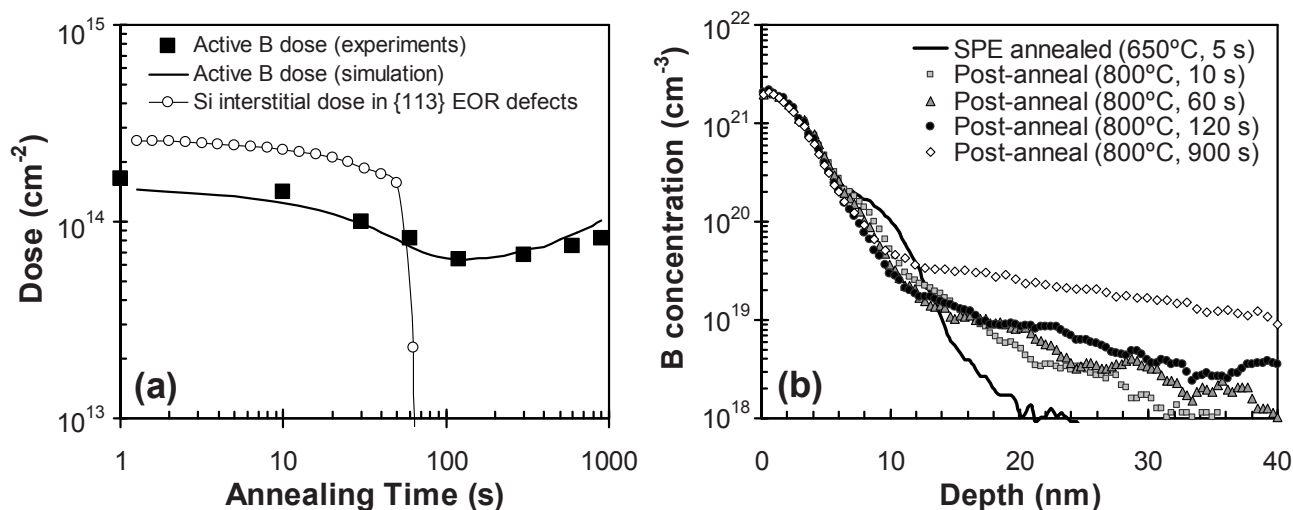 10^15
Active B dose (experiments)
Active B dose (simulation)
Si interstitial dose in {113} EOR defects
10^14
10^13
Dose (cm^-2)
(a)
1
10
100
1000
Annealing Time (s)
10^22
SPE annealed (650ºC, 5 s)
Post-anneal (800ºC, 10 s)
Post-anneal (800ºC, 60 s)
Post-anneal (800ºC, 120 s)
Post-anneal (800ºC, 900 s)
10^21
10^20
10^19
10^18
B concentration (cm^-3)
(b)
0
10
20
30
40
Depth (nm)